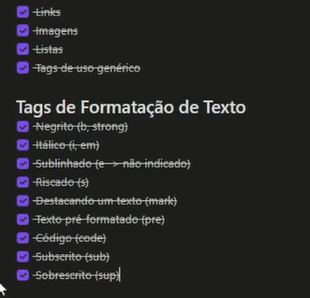 Links
Imagens
Listas
Tags de uso genérico
Tags de Formatação de Texto
Negrito (b, strong)
Itálico (i, em)
Sublinhado (e -> não indicado)
Riscado (s)
Destacando um texto (mark)
Texto pré-formatado (pre)
Código (code)
Subscrito (sub)
Sobrescrito (sup)